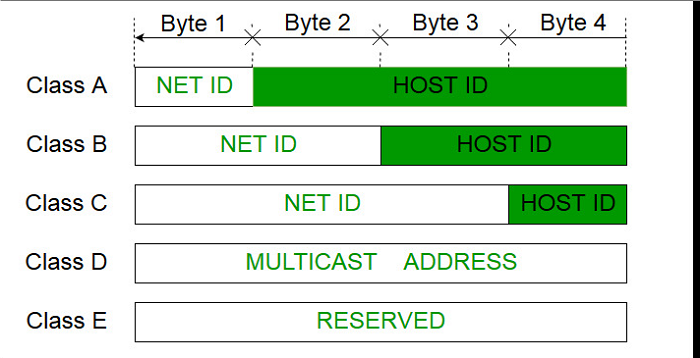 Byte 1 Byte 2 Byte 3 Byte 4
Class A NET ID HOST ID
Class B NET ID HOST ID
Class C NET ID HOST ID
Class D MULTICAST ADDRESS
Class E RESERVED